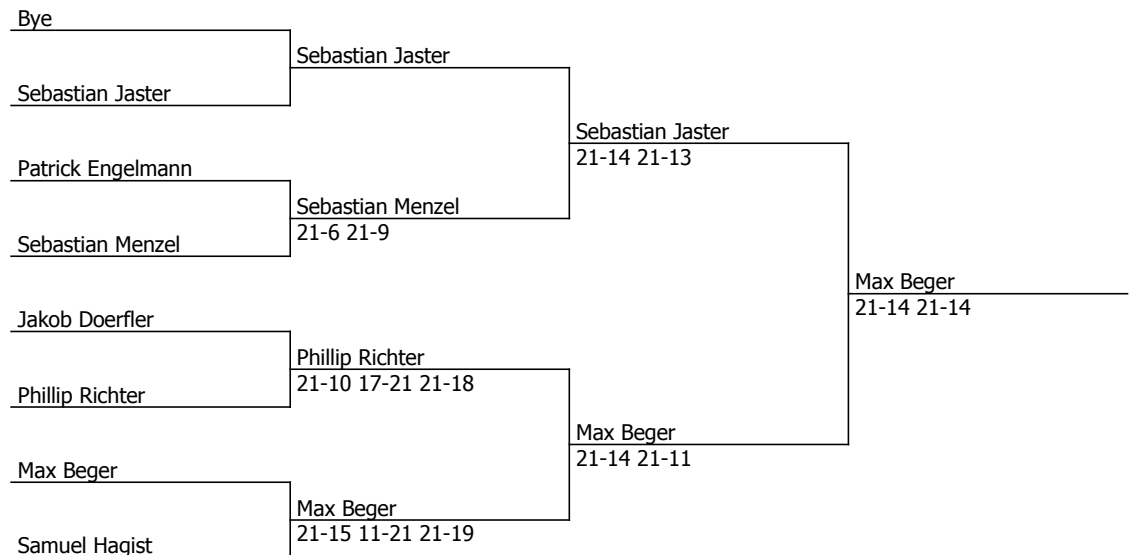 Bye
Sebastian Jaster
Sebastian Jaster
Sebastian Jaster
21-14 21-13
Patrick Engelmann
Sebastian Menzel
21-6 21-9
Sebastian Menzel
Max Beger
21-14 21-14
Jakob Doerfler
Phillip Richter
21-10 17-21 21-18
Phillip Richter
Max Beger
21-14 21-11
Max Beger
Max Beger
21-15 11-21 21-19
Samuel Hagist